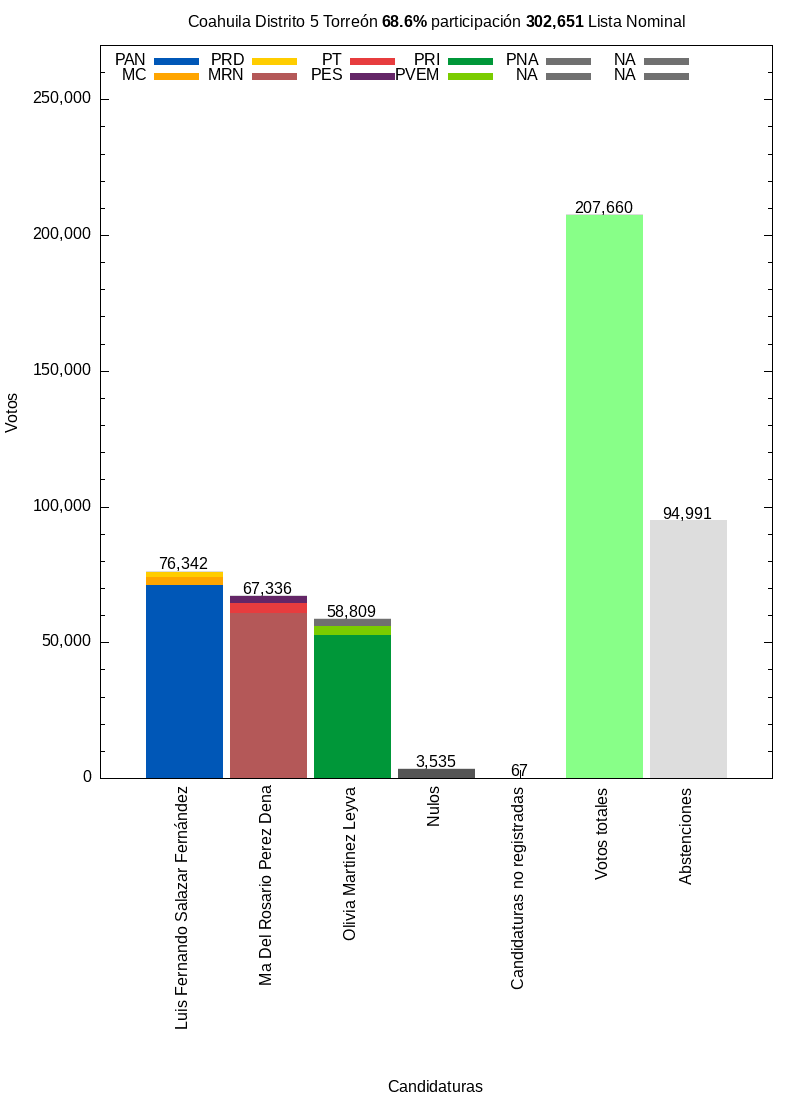 Coahuila Distrito 5 Torreón 68.6% participación 302,651 Lista Nominal
PAN PRD PT PRI PNA NA
MC MRN PES PVEM NA NA
250,000
200,000
150,000
100,000
50,000
0
Votos
76,342
67,336
58,809
3,535
67
207,660
94,991
Luis Fernando Salazar Fernández
Ma Del Rosario Perez Dena
Olivia Martinez Leyva
Nulos
Candidaturas no registradas
Votos totales
Abstenciones
Candidaturas